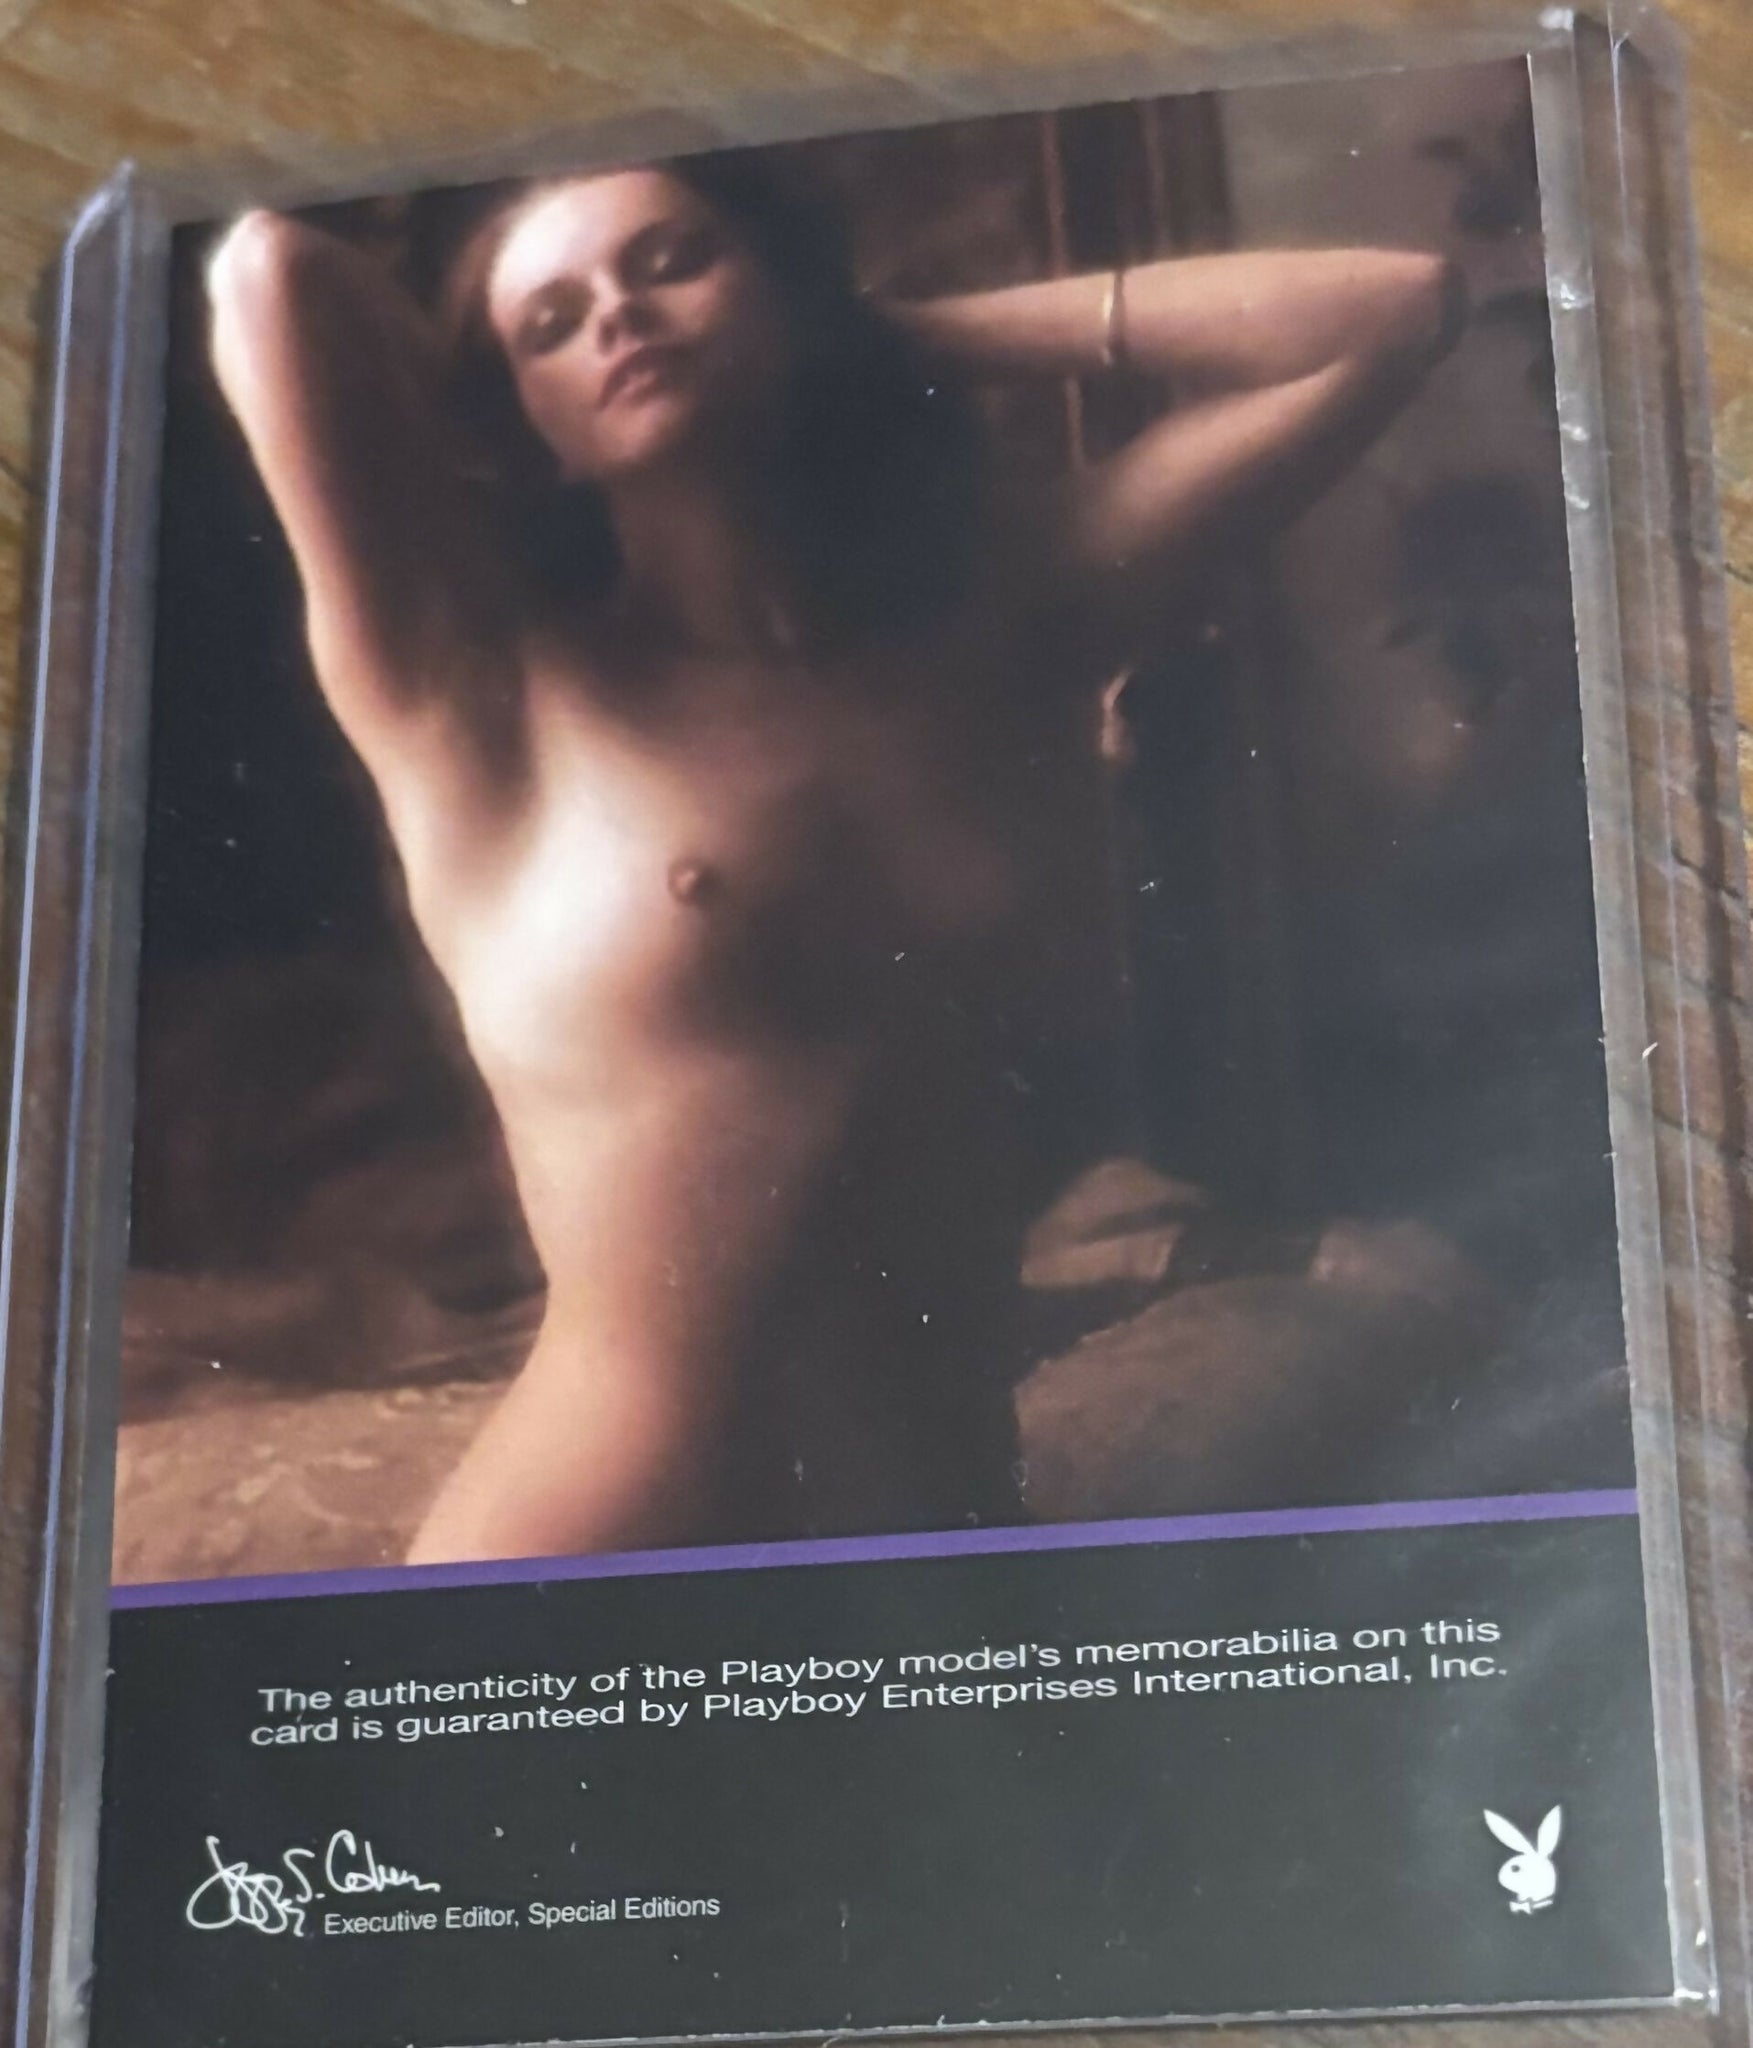 The authenticity of the Playboy model's memorabilia on this
card is guaranteed by Playboy Enterprises International, Inc.
Executive Editor, Special Editions